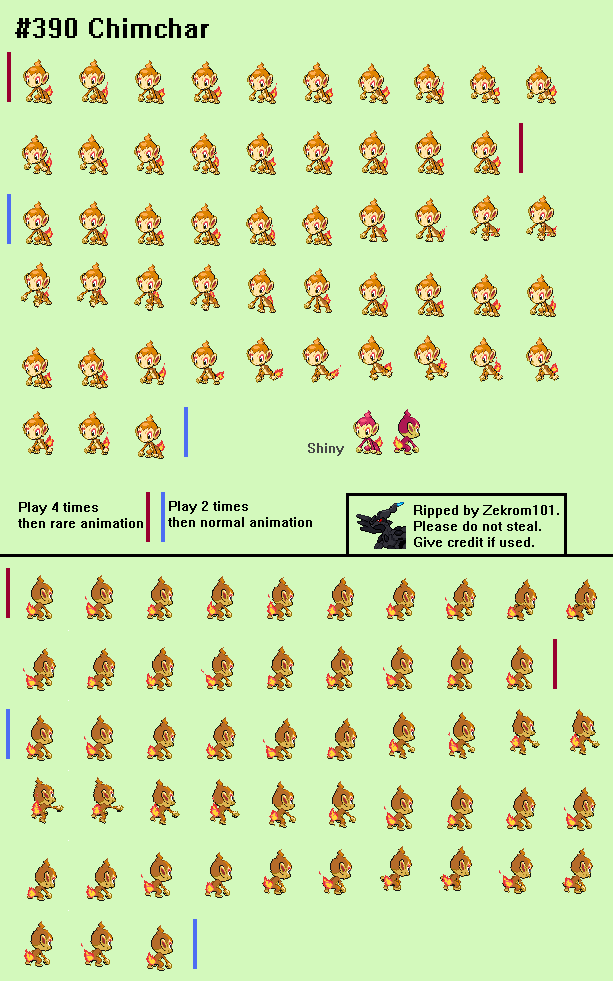 #390 Chimchar
Shiny
Play 4 times
then rare animation
Play 2 times
then normal animation
Ripped by Zekrom101.
Please do not steal.
Give credit if used.